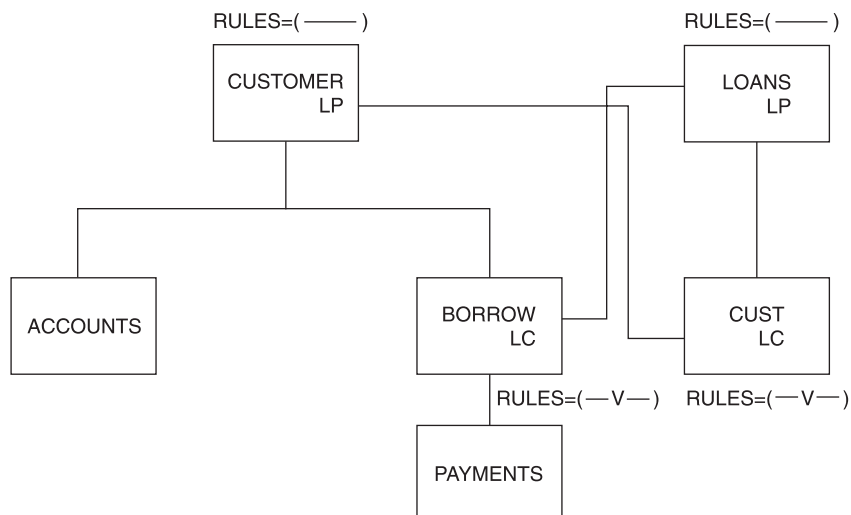 RULES=( —— )
RULES=( —— )
CUSTOMER
LP
LOANS
LP
ACCOUNTS
BORROW
LC
CUST
LC
RULES=( —V— )
RULES=( —V— )
PAYMENTS